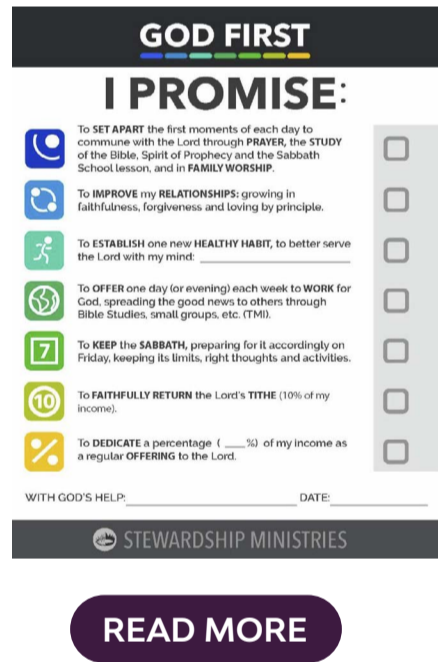 GOD FIRST
I PROMISE:
To SET APART the first moments of each day to
commune with the Lord through PRAYER, the STUDY
of the Bible, Spirit of Prophecy and the Sabbath
School lesson, and in FAMILY WORSHIP.
To IMPROVE my RELATIONSHIPS: growing in
faithfulness, forgiveness and loving by principle.
To ESTABLISH one new HEALTHY HABIT, to better serve
the Lord with my mind: ____________________
To OFFER one day (or evening) each week to WORK for
God, spreading the good news to others through
Bible Studies, small groups, etc. (TMI).
7
To KEEP the SABBATH, preparing for it accordingly on
Friday, keeping its limits, right thoughts and activities.
10
To FAITHFULLY RETURN the Lord's TITHE (10% of my
income).
%
To DEDICATE a percentage ( ___%) of my income as
a regular OFFERING to the Lord.
WITH GOD'S HELP:____________________ DATE:____________
STEWARDSHIP MINISTRIES
READ MORE